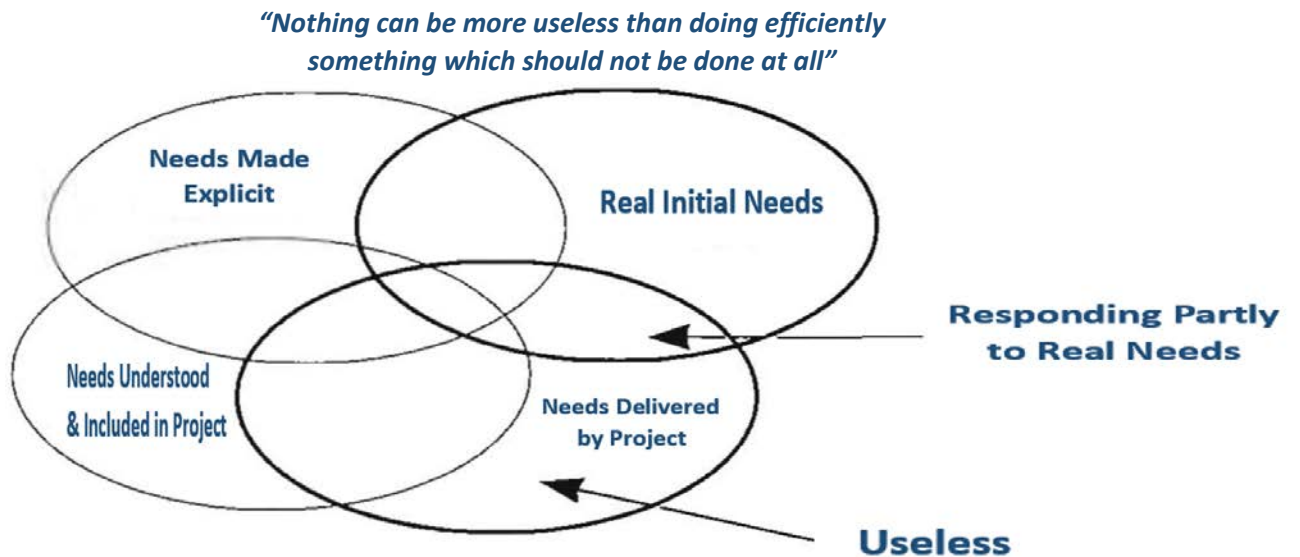 “Nothing can be more useless than doing efficiently
something which should not be done at all”
Needs Made
Explicit
Real Initial Needs
Responding Partly
to Real Needs
Needs Understood
& Included in Project
Needs Delivered
by Project
Useless